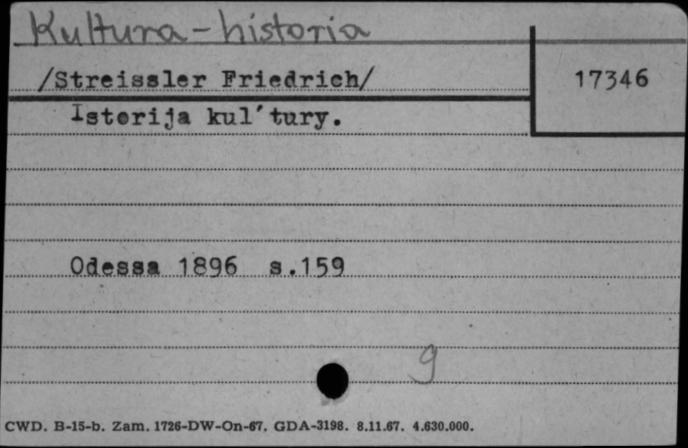 Kultura - historia
/Streissler Friedrich/
17346
Istorija kul'tury.
Odessa 1896 s.159
9
CWD. B-15-b. Zam. 1726-DW-On-67. GDA-3198. 8.11.67. 4.630.000.